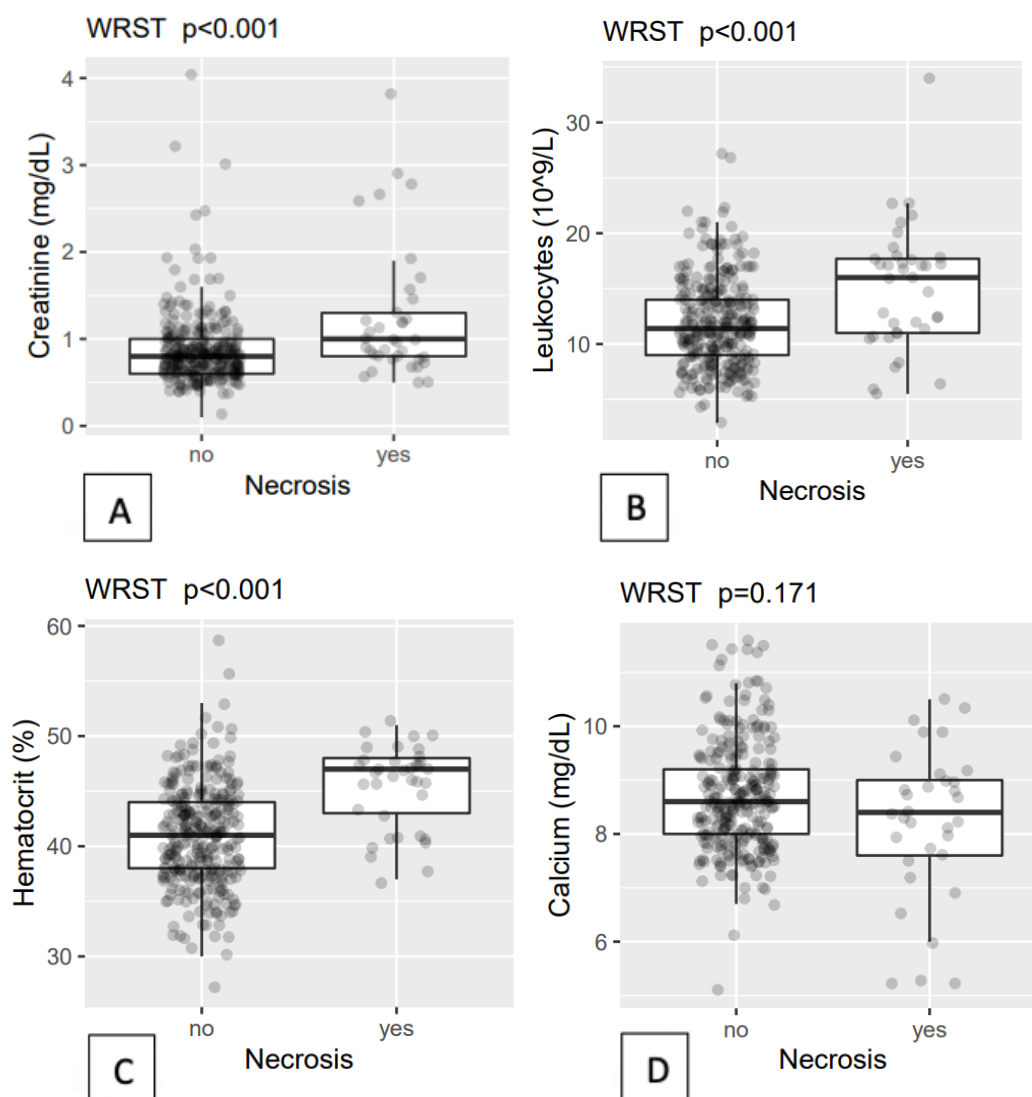 WRST p<0.001
Creatinine (mg/dL)
4
3
2
1
0
no yes
Necrosis
A
WRST p<0.001
Leukocytes (10^9/L)
30
20
10
no yes
Necrosis
B
WRST p<0.001
Hematocrit (%)
60
50
40
30
no yes
Necrosis
C
WRST p=0.171
Calcium (mg/dL)
10
8
6
no yes
Necrosis
D